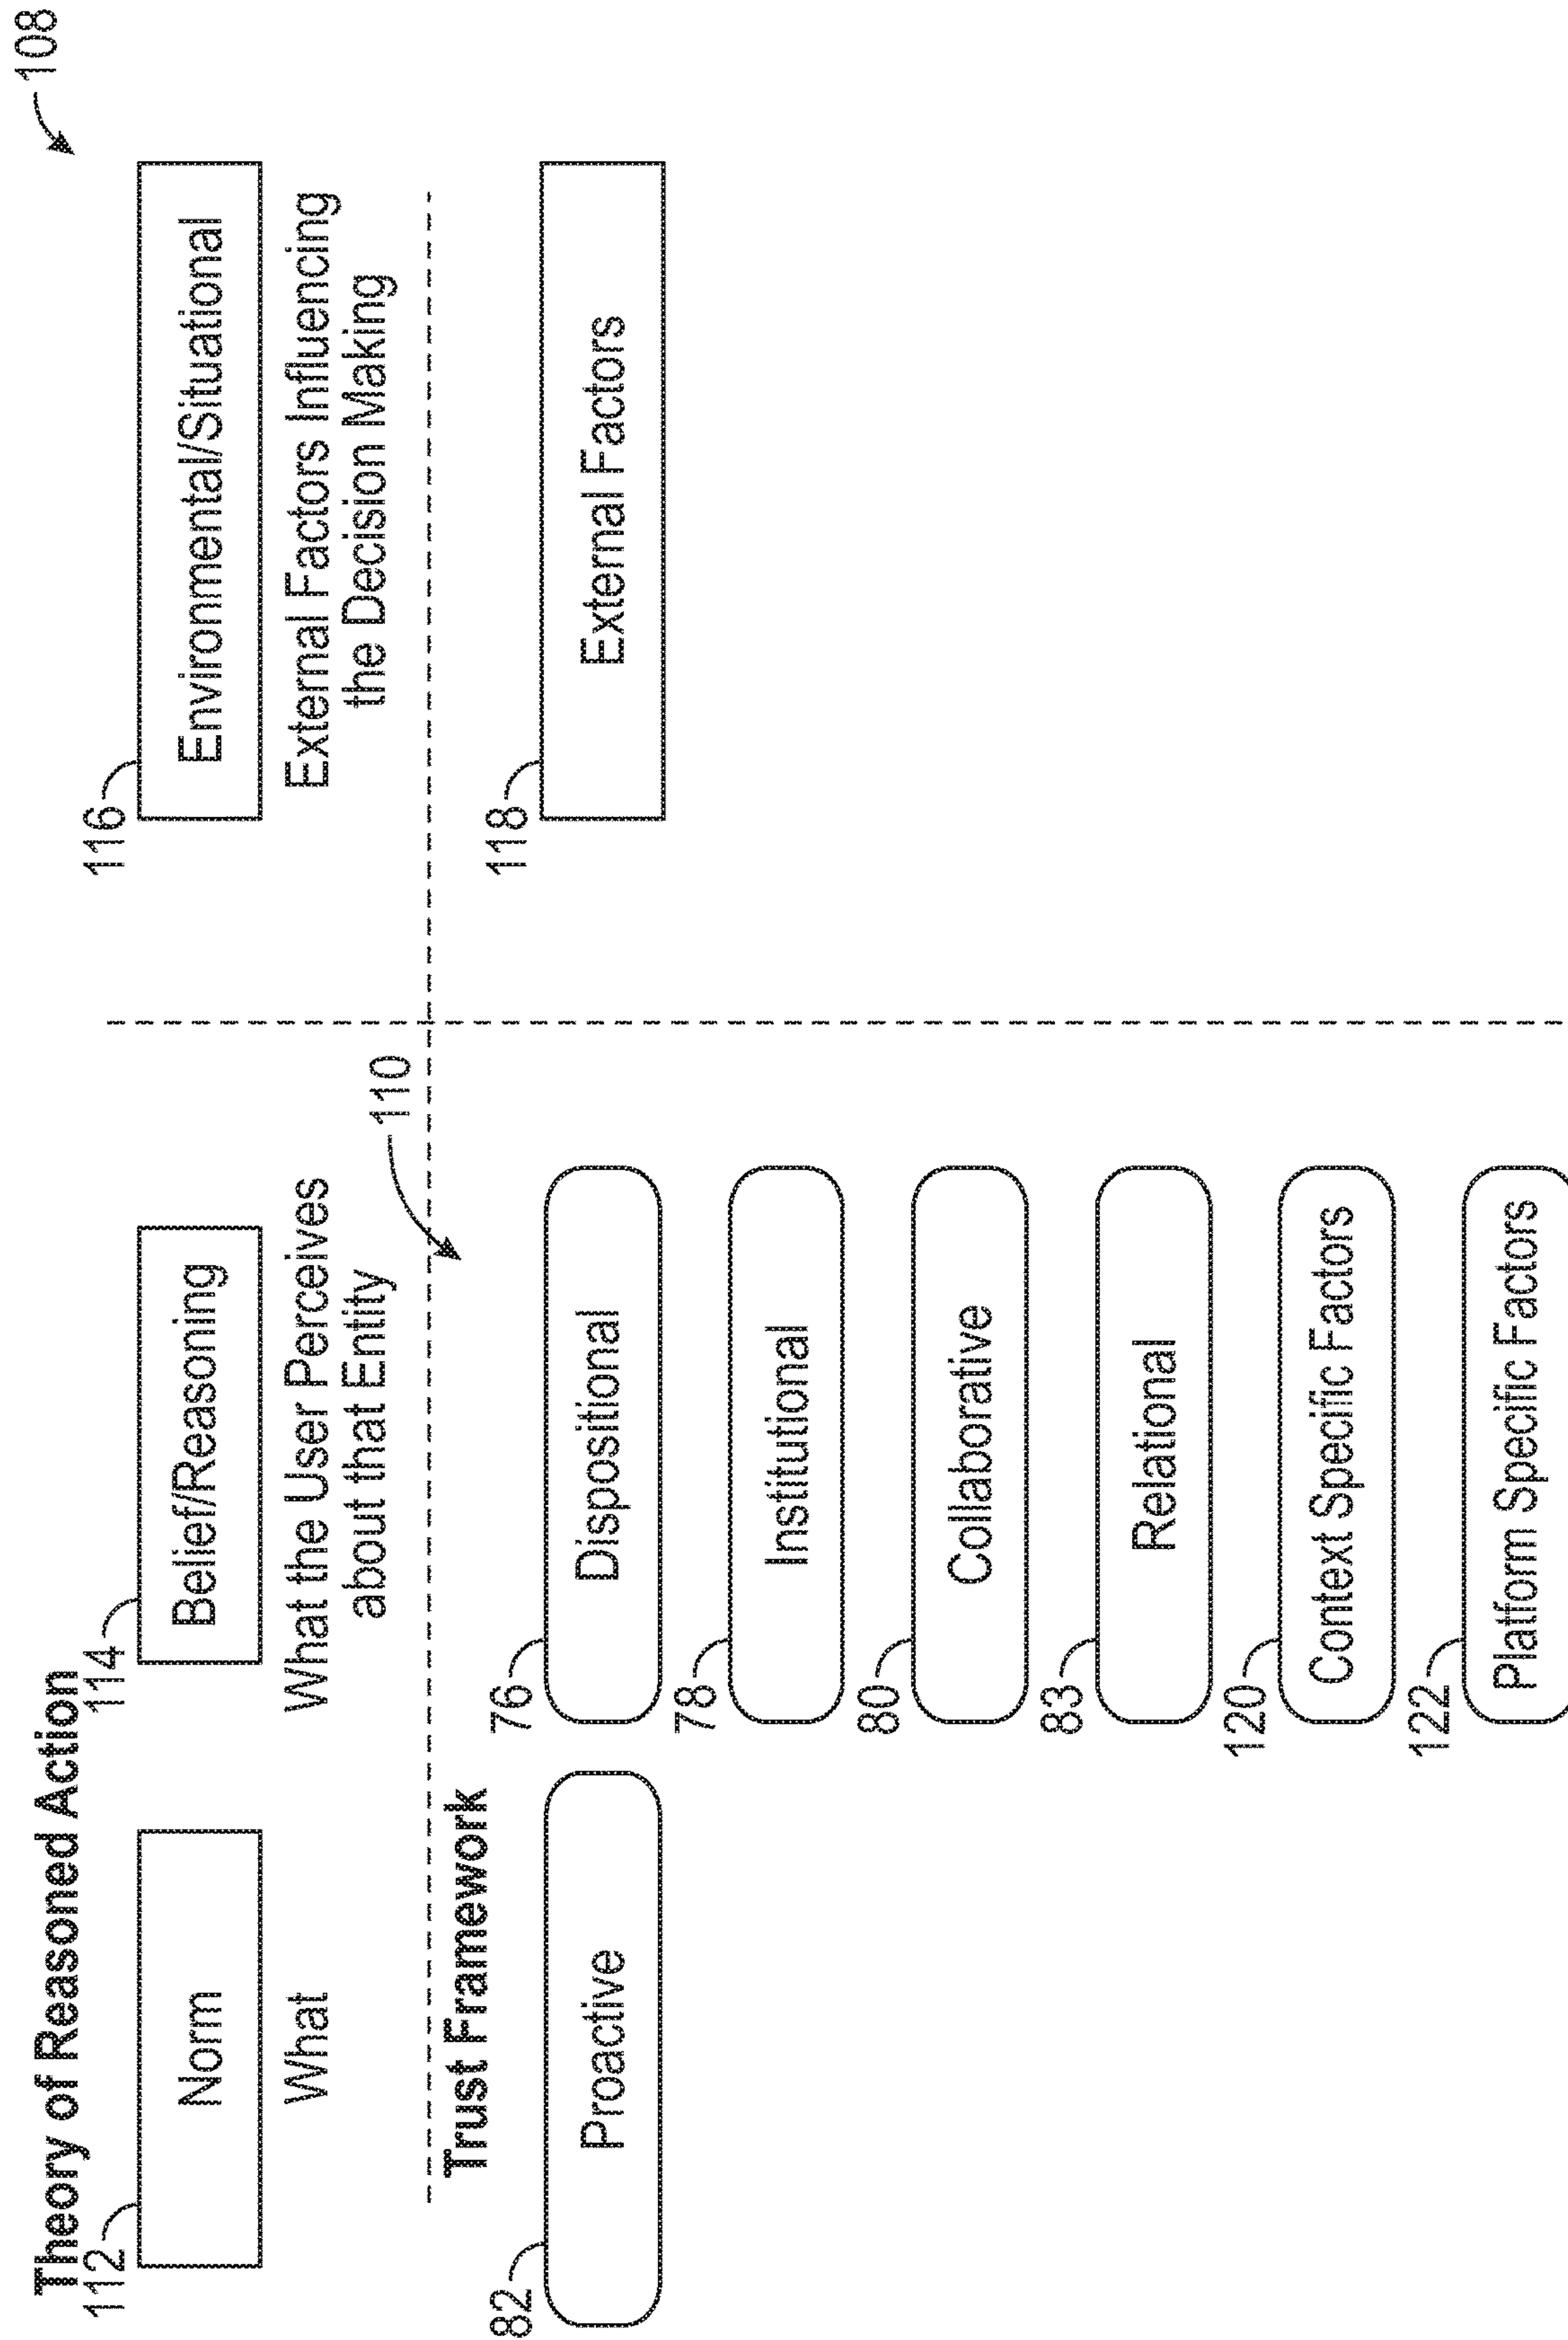 108
Theory of Reasoned Action
112
Norm
What
114
Belief/Reasoning
What the User Perceives
about that Entity
116
Environmental/Situational
External Factors Influencing
the Decision Making
110
Trust Framework
82
Proactive
76
Dispositional
78
Institutional
80
Collaborative
83
Relational
120
Context Specific Factors
122
Platform Specific Factors
118
External Factors